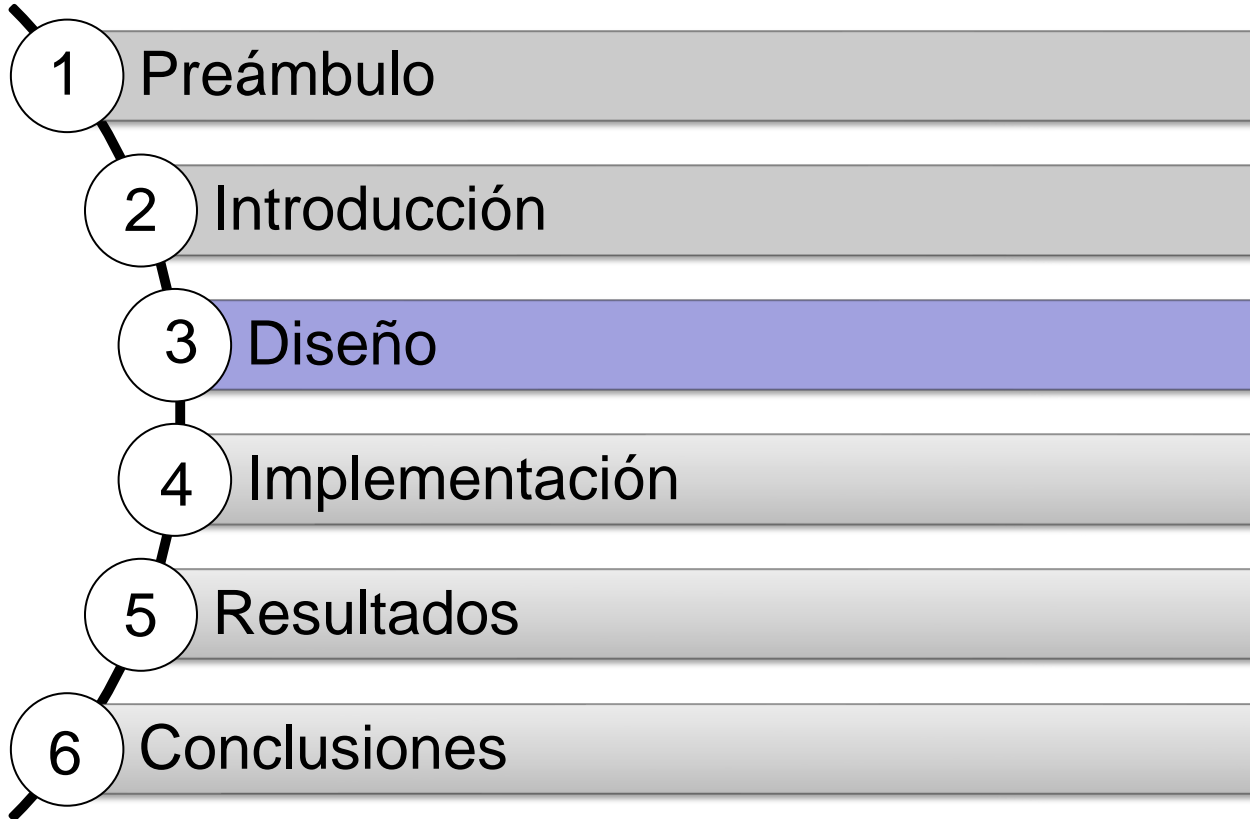 1 Preámbulo
2 Introducción
3 Diseño
4 Implementación
5 Resultados
6 Conclusiones